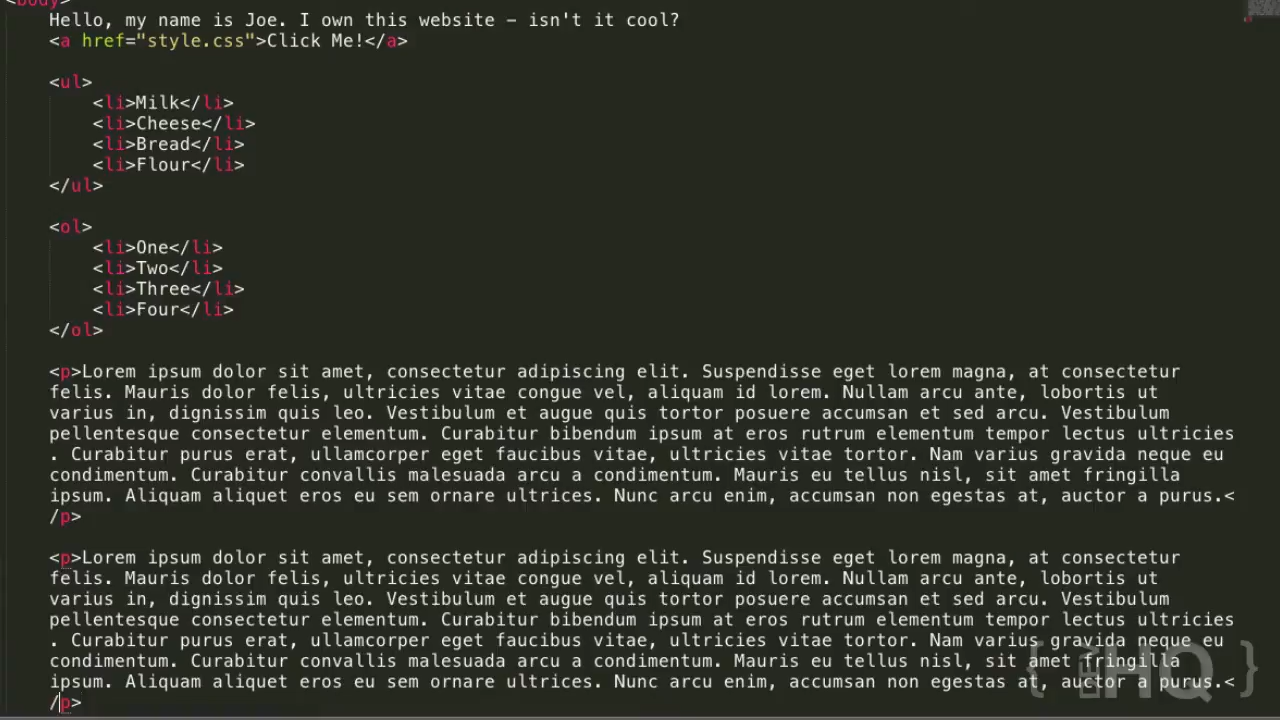 <body>
Hello, my name is Joe. I own this website – isn't it cool?
<a href="style.css">Click Me!</a>
<ul>
<li>Milk</li>
<li>Cheese</li>
<li>Bread</li>
<li>Flour</li>
</ul>
<ol>
<li>One</li>
<li>Two</li>
<li>Three</li>
<li>Four</li>
</ol>
<p>Lorem ipsum dolor sit amet, consectetur adipiscing elit. Suspendisse eget lorem magna, at consectetur
felis. Mauris dolor felis, ultricies vitae congue vel, aliquam id lorem. Nullam arcu ante, lobortis ut
varius in, dignissim quis leo. Vestibulum et augue quis tortor posuere accumsan et sed arcu. Vestibulum
pellentesque consectetur elementum. Curabitur bibendum ipsum at eros rutrum elementum tempor lectus ultricies
. Curabitur purus erat, ullamcorper eget faucibus vitae, ultricies vitae tortor. Nam varius gravida neque eu
condimentum. Curabitur convallis malesuada arcu a condimentum. Mauris eu tellus nisl, sit amet fringilla
ipsum. Aliquam aliquet eros eu sem ornare ultrices. Nunc arcu enim, accumsan non egestas at, auctor a purus.<
/p>
<p>Lorem ipsum dolor sit amet, consectetur adipiscing elit. Suspendisse eget lorem magna, at consectetur
felis. Mauris dolor felis, ultricies vitae congue vel, aliquam id lorem. Nullam arcu ante, lobortis ut
varius in, dignissim quis leo. Vestibulum et augue quis tortor posuere accumsan et sed arcu. Vestibulum
pellentesque consectetur elementum. Curabitur bibendum ipsum at eros rutrum elementum tempor lectus ultricies
. Curabitur purus erat, ullamcorper eget faucibus vitae, ultricies vitae tortor. Nam varius gravida neque eu
condimentum. Curabitur convallis malesuada arcu a condimentum. Mauris eu tellus nisl, sit amet fringilla
ipsum. Aliquam aliquet eros eu sem ornare ultrices. Nunc arcu enim, accumsan non egestas at, auctor a purus.<
/p>
{ HQ }